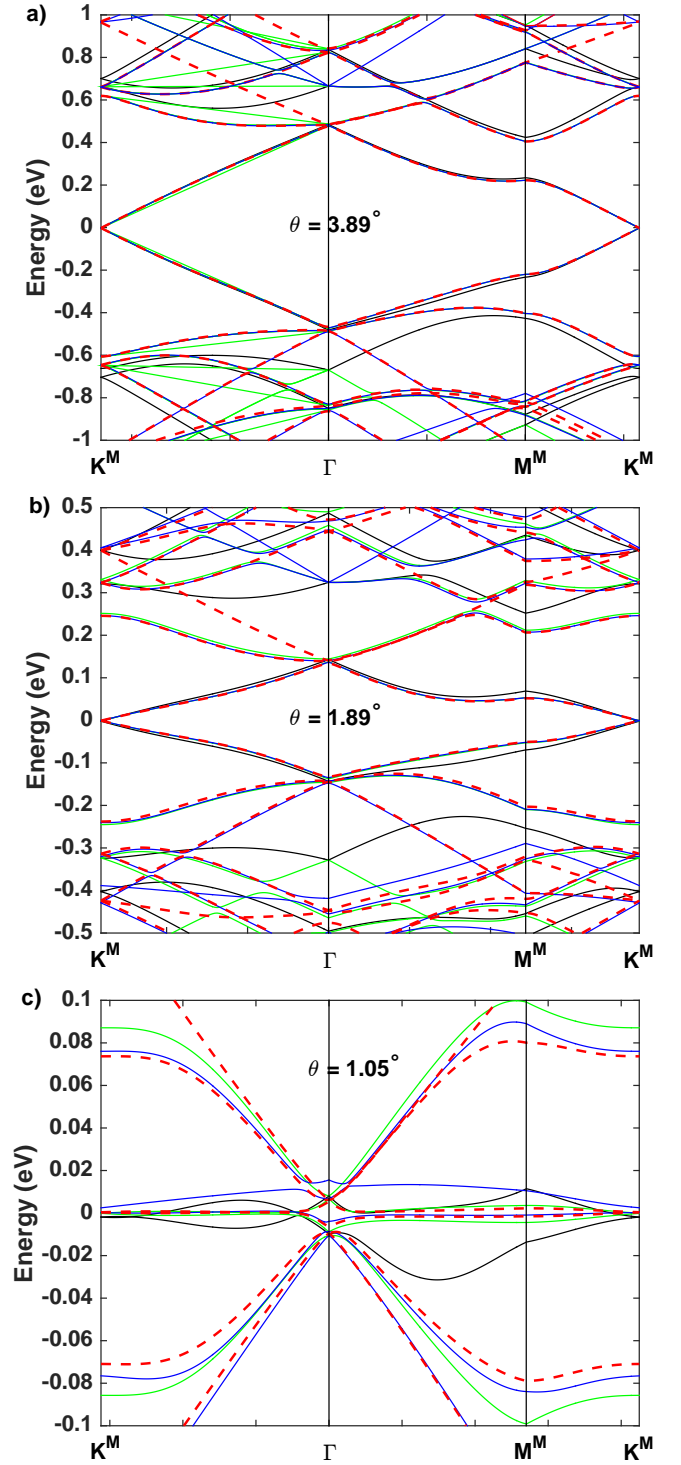 a)
1
0.8
0.6
0.4
0.2
0
-0.2
-0.4
-0.6
-0.8
-1
Energy (eV)
θ = 3.89°
K^M Γ M^M K^M
b)
0.5
0.4
0.3
0.2
0.1
0
-0.1
-0.2
-0.3
-0.4
-0.5
Energy (eV)
θ = 1.89°
K^M Γ M^M K^M
c)
0.1
0.08
0.06
0.04
0.02
0
-0.02
-0.04
-0.06
-0.08
-0.1
Energy (eV)
θ = 1.05°
K^M Γ M^M K^M